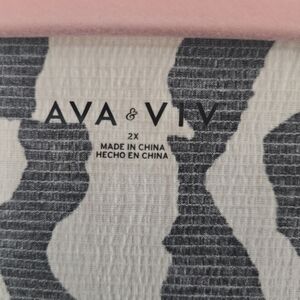 AVA & VIV
2X
MADE IN CHINA
HECHO EN CHINA